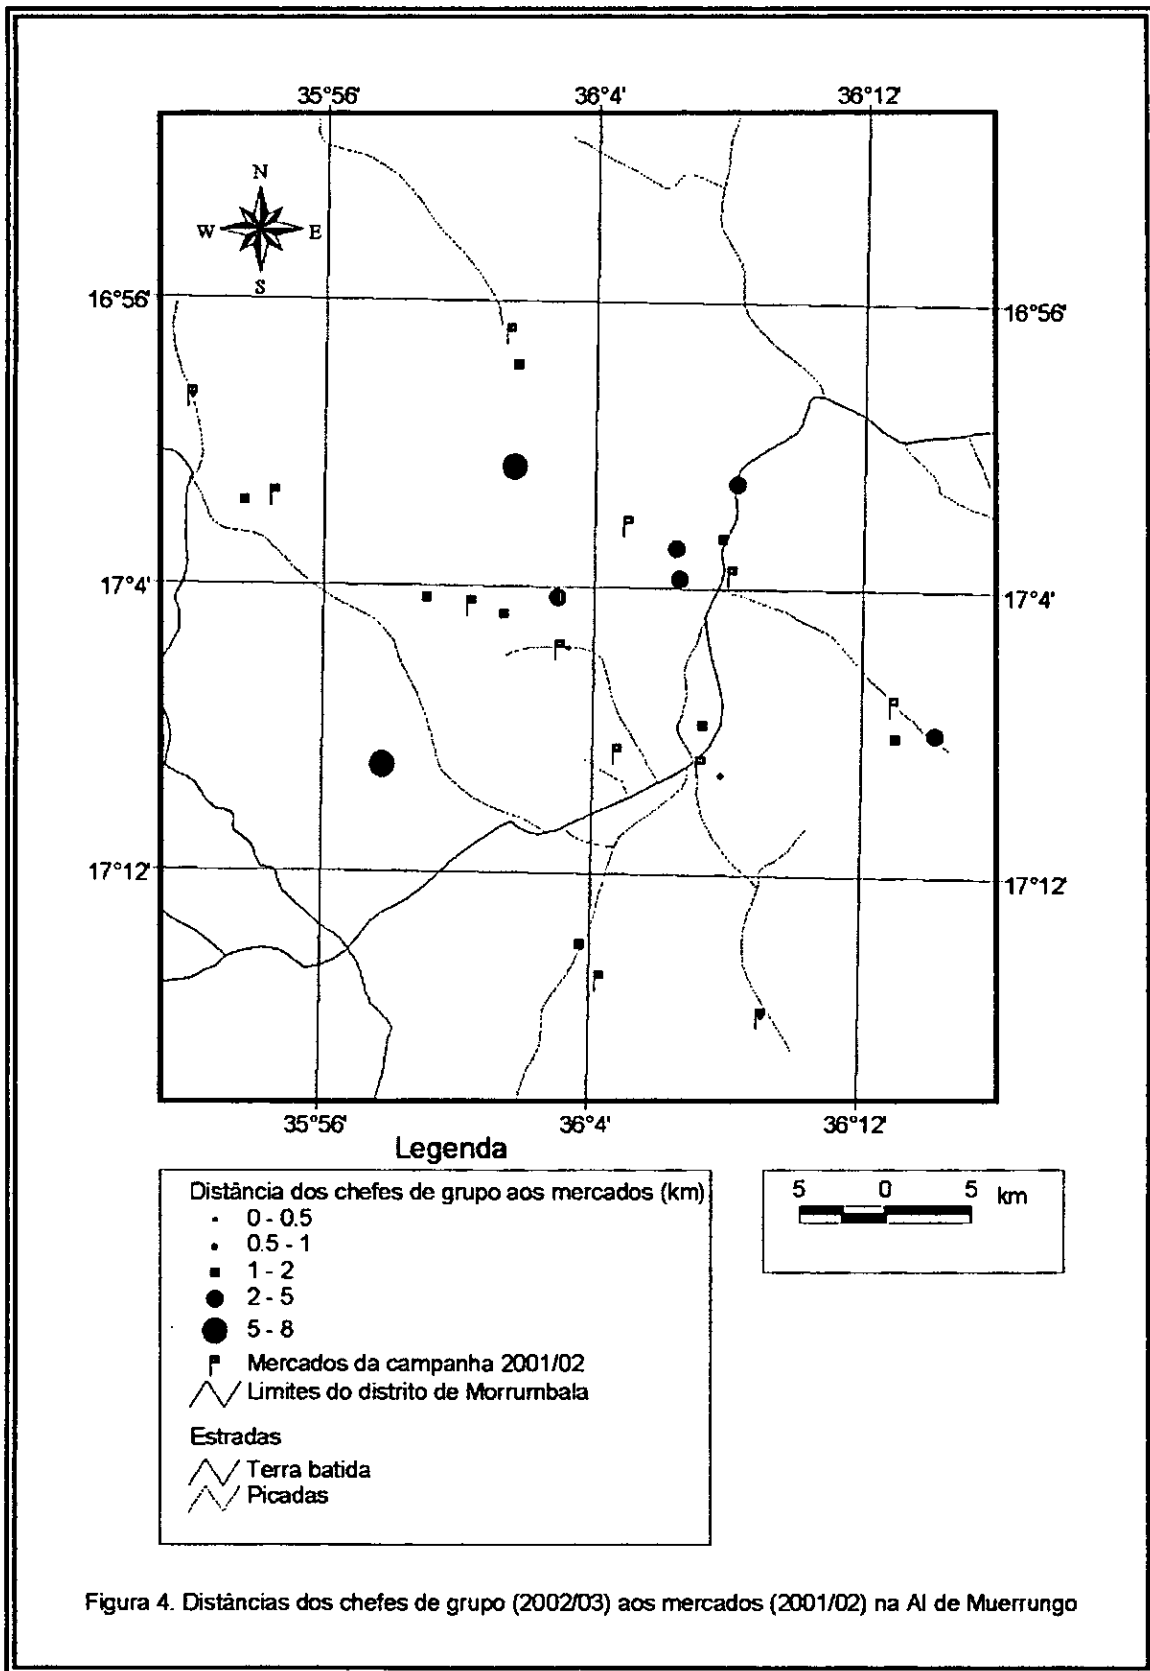 35°56' 36°4' 36°12'
N
W E
S
16°56' 16°56'
17°4' 17°4'
17°12' 17°12'
35°56' 36°4' 36°12'
Legenda
Distância dos chefes de grupo aos mercados (km)
0 - 0.5
0.5 - 1
1 - 2
2 - 5
5 - 8
Mercados da campanha 2001/02
Limites do distrito de Morrumbala
Estradas
Terra batida
Picadas
5 0 5 km
Figura 4. Distâncias dos chefes de grupo (2002/03) aos mercados (2001/02) na AI de Muerrungo